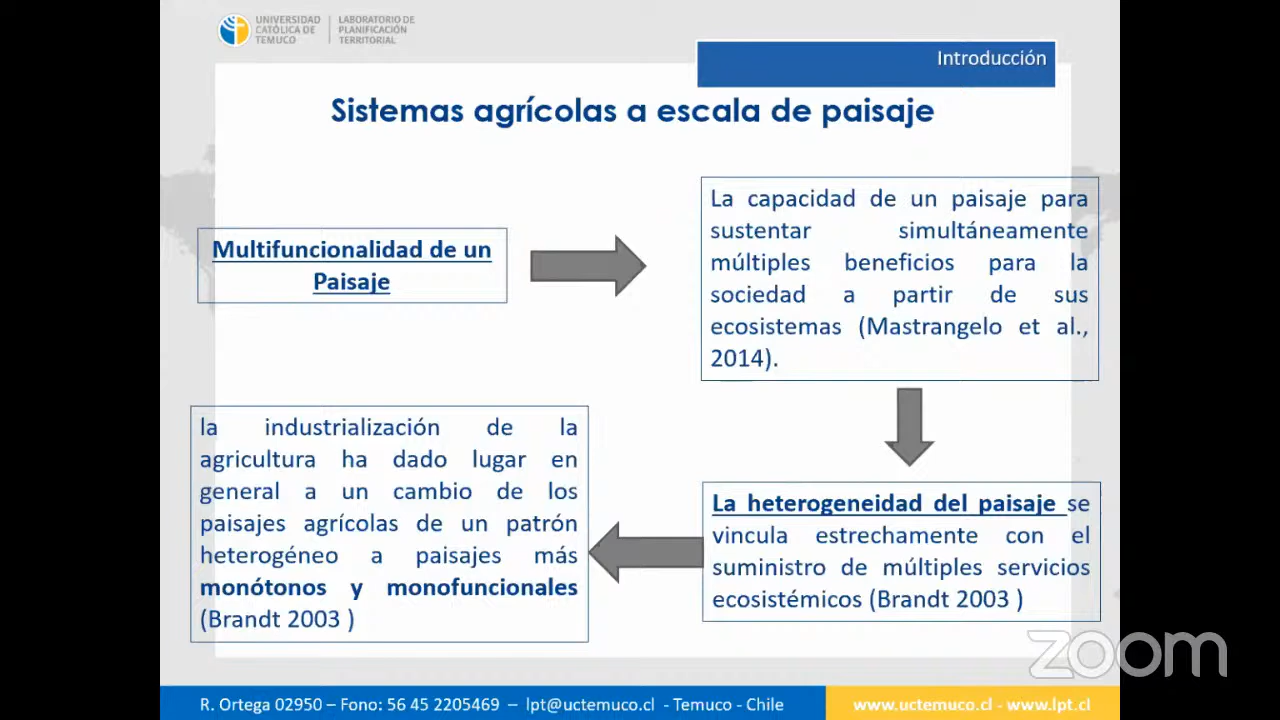 UNIVERSIDAD
CATÓLICA DE
TEMUCO
LABORATORIO DE
PLANIFICACIÓN
TERRITORIAL
Introducción
Sistemas agrícolas a escala de paisaje
Multifuncionalidad de un
Paisaje
La capacidad de un paisaje para
sustentar simultáneamente
múltiples beneficios para la
sociedad a partir de sus
ecosistemas (Mastrangelo et al.,
2014).
La heterogeneidad del paisaje se
vincula estrechamente con el
suministro de múltiples servicios
ecosistémicos (Brandt 2003 )
la industrialización de la
agricultura ha dado lugar en
general a un cambio de los
paisajes agrícolas de un patrón
heterogéneo a paisajes más
monótonos y monofuncionales
(Brandt 2003 )
zoom
R. Ortega 02950 – Fono: 56 45 2205469 – lpt@uctemuco.cl - Temuco - Chile
www.uctemuco.cl - www.lpt.cl